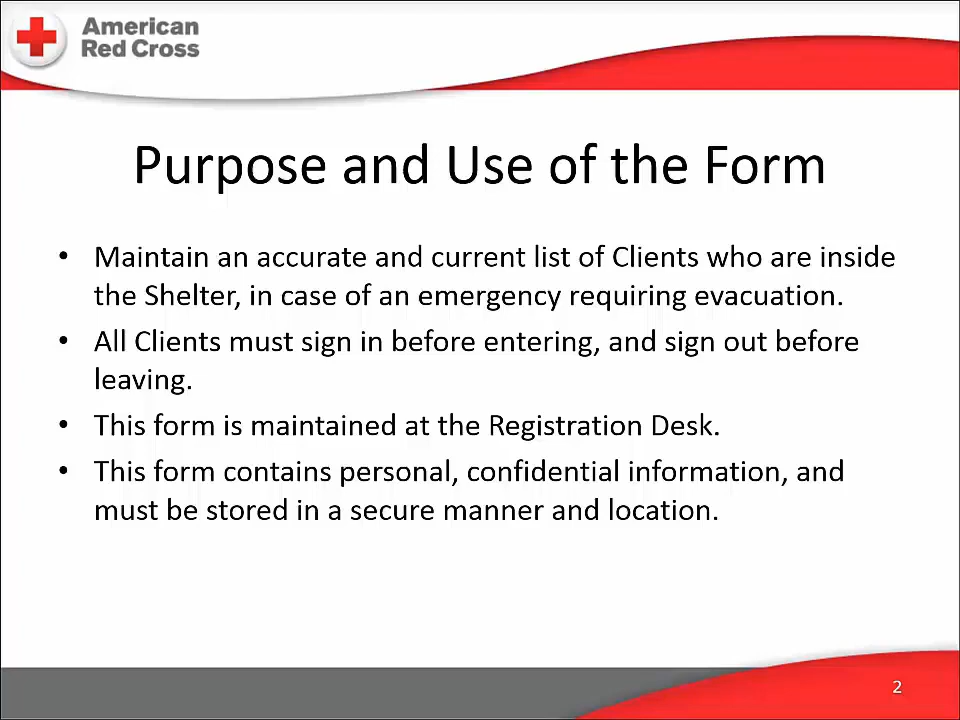 American
Red Cross
Purpose and Use of the Form
• Maintain an accurate and current list of Clients who are inside
the Shelter, in case of an emergency requiring evacuation.
• All Clients must sign in before entering, and sign out before
leaving.
• This form is maintained at the Registration Desk.
• This form contains personal, confidential information, and
must be stored in a secure manner and location.
2